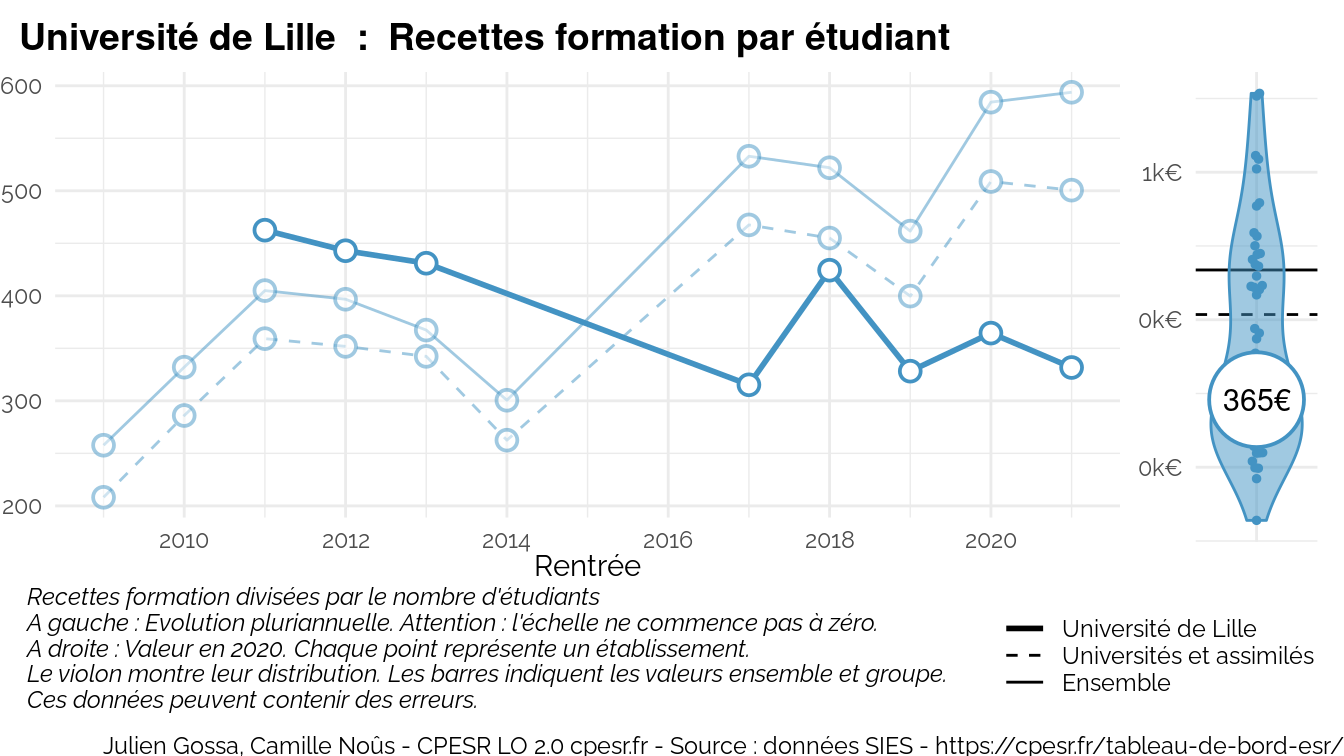 Université de Lille : Recettes formation par étudiant
600
500
400
300
200
2010 2012 2014 2016 2018 2020
Rentrée
1k€
0k€
0k€
365€
Recettes formation divisées par le nombre d'étudiants
A gauche : Evolution pluriannuelle. Attention : l'échelle ne commence pas à zéro.
A droite : Valeur en 2020. Chaque point représente un établissement.
Le violon montre leur distribution. Les barres indiquent les valeurs ensemble et groupe.
Ces données peuvent contenir des erreurs.
Université de Lille
Universités et assimilés
Ensemble
Julien Gossa, Camille Noûs - CPESR LO 2.0 cpesr.fr - Source : données SIES - https://cpesr.fr/tableau-de-bord-esr/